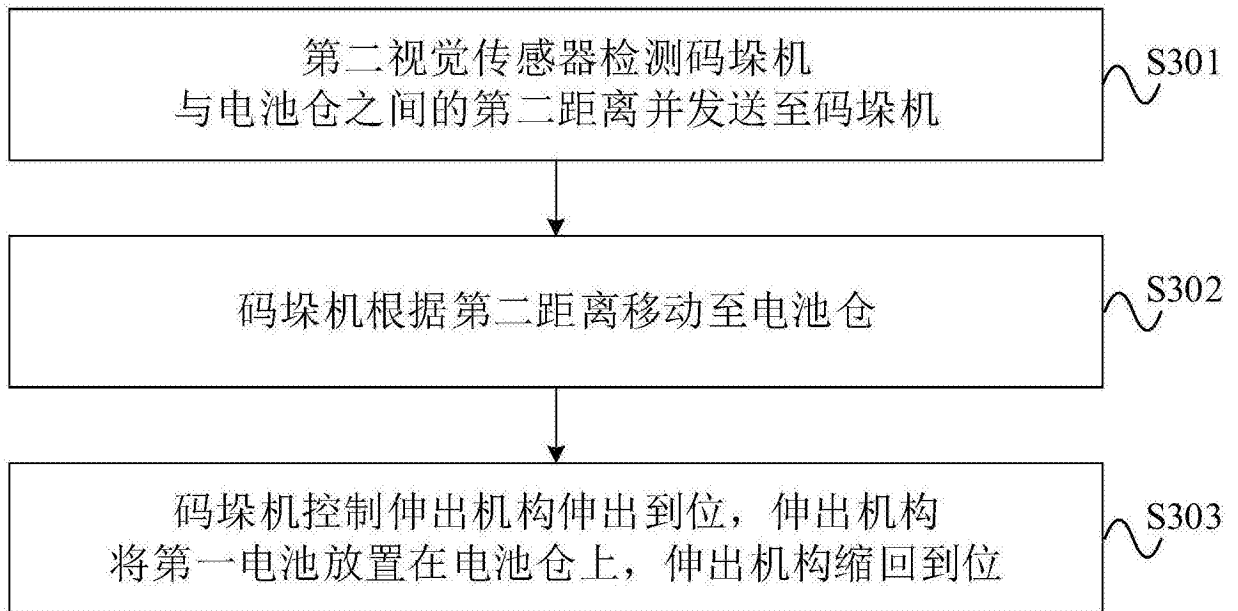 第二视觉传感器检测码垛机
与电池仓之间的第二距离并发送至码垛机
S301
码垛机根据第二距离移动至电池仓
S302
码垛机控制伸出机构伸出到位，伸出机构
将第一电池放置在电池仓上，伸出机构缩回到位
S303